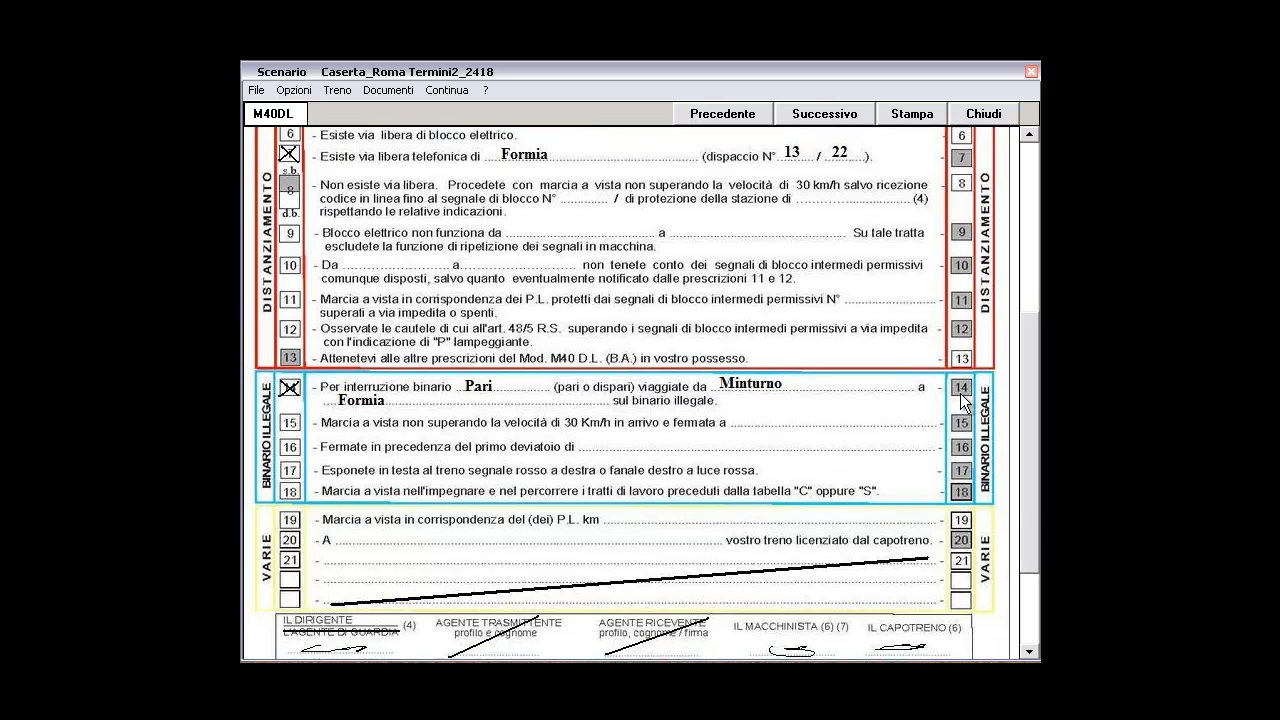 Scenario Caserta_Roma Termini2_2418
File Opzioni Treno Documenti Continua ?
M40DL Precedente Successivo Stampa Chiudi
6 - Esiste via libera di blocco elettrico. 6
- Esiste via libera telefonica di Formia (dispaccio N° 13 / 22 ). - 7
s.b.
8 - Non esiste via libera. Procedete con marcia a vista non superando la velocità di 30 km/h salvo ricezione - 8
codice in linea fino al segnale di blocco N° ............ / di protezione della stazione di .............................. (4)
d.b. rispettando le relative indicazioni.
9 - Blocco elettrico non funziona da ........................................ a ............................................. Su tale tratta - 9
escludete la funzione di ripetizione dei segnali in macchina.
10 - Da ............................ a.............................. non tenete conto dei segnali di blocco intermedi permissivi - 10
comunque disposti, salvo quanto eventualmente notificato dalle prescrizioni 11 e 12.
11 - Marcia a vista in corrispondenza dei P.L. protetti dai segnali di blocco intermedi permissivi N° ........................ - 11
superati a via impedita o spenti.
12 - Osservate le cautele di cui all'art. 48/5 R.S. superando i segnali di blocco intermedi permissivi a via impedita - 12
con l'indicazione di "P" lampeggiante.
13 - Attenetevi alle altre prescrizioni del Mod. M40 D.L. (B.A.) in vostro possesso. - 13
DISTANZIAMENTO DISTANZIAMENTO
- Per interruzione binario Pari (pari o dispari) viaggiate da Minturno a - 14
Formia sul binario illegale.
15 - Marcia a vista non superando la velocità di 30 Km/h in arrivo e fermata a ........................................ - 15
16 - Fermate in precedenza del primo deviatoio di ........................................ - 16
17 - Esponete in testa al treno segnale rosso a destra o fanale destro a luce rossa. - 17
18 - Marcia a vista nell'impegnare e nel percorrere i tratti di lavoro preceduti dalla tabella "C" oppure "S". - 18
BINARIO ILLEGALE BINARIO ILLEGALE
19 - Marcia a vista in corrispondenza del (dei) P.L. km ........................................ - 19
20 - A ........................................ vostro treno licenziato dal capotreno. - 20
21 - ........................................ - 21
VARIE VARIE
IL DIRIGENTE (4) AGENTE TRASMITTENTE AGENTE RICEVENTE IL MACCHINISTA (6) (7) IL CAPOTRENO (6)
L'AGENTE DI GUARDIA profilo e cognome profilo, cognome / firma